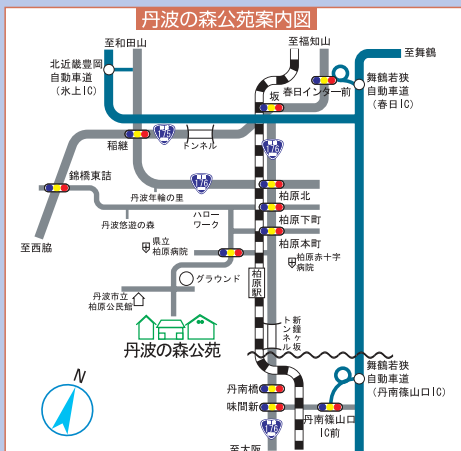 丹波の森公苑案内図
至和田山
至福知山
至舞鶴
北近畿豊岡
自動車道
(氷上IC)
舞鶴若狭
自動車道
(春日IC)
春日インター前
坂
175
稲継
トンネル
176
錦橋東詰
176
丹波年輪の里
柏原北
丹波悠遊の森
ハロー
ワーク
柏原下町
柏原本町
至西脇
県立
柏原病院
柏原赤十字
病院
グラウンド
柏原駅
丹波市立
柏原公民館
新鐘ヶ坂
トンネル
丹波の森公苑
舞鶴若狭
自動車道
(丹南篠山口IC)
N
丹南橋
味間新
丹南篠山口
IC前
176
至大阪